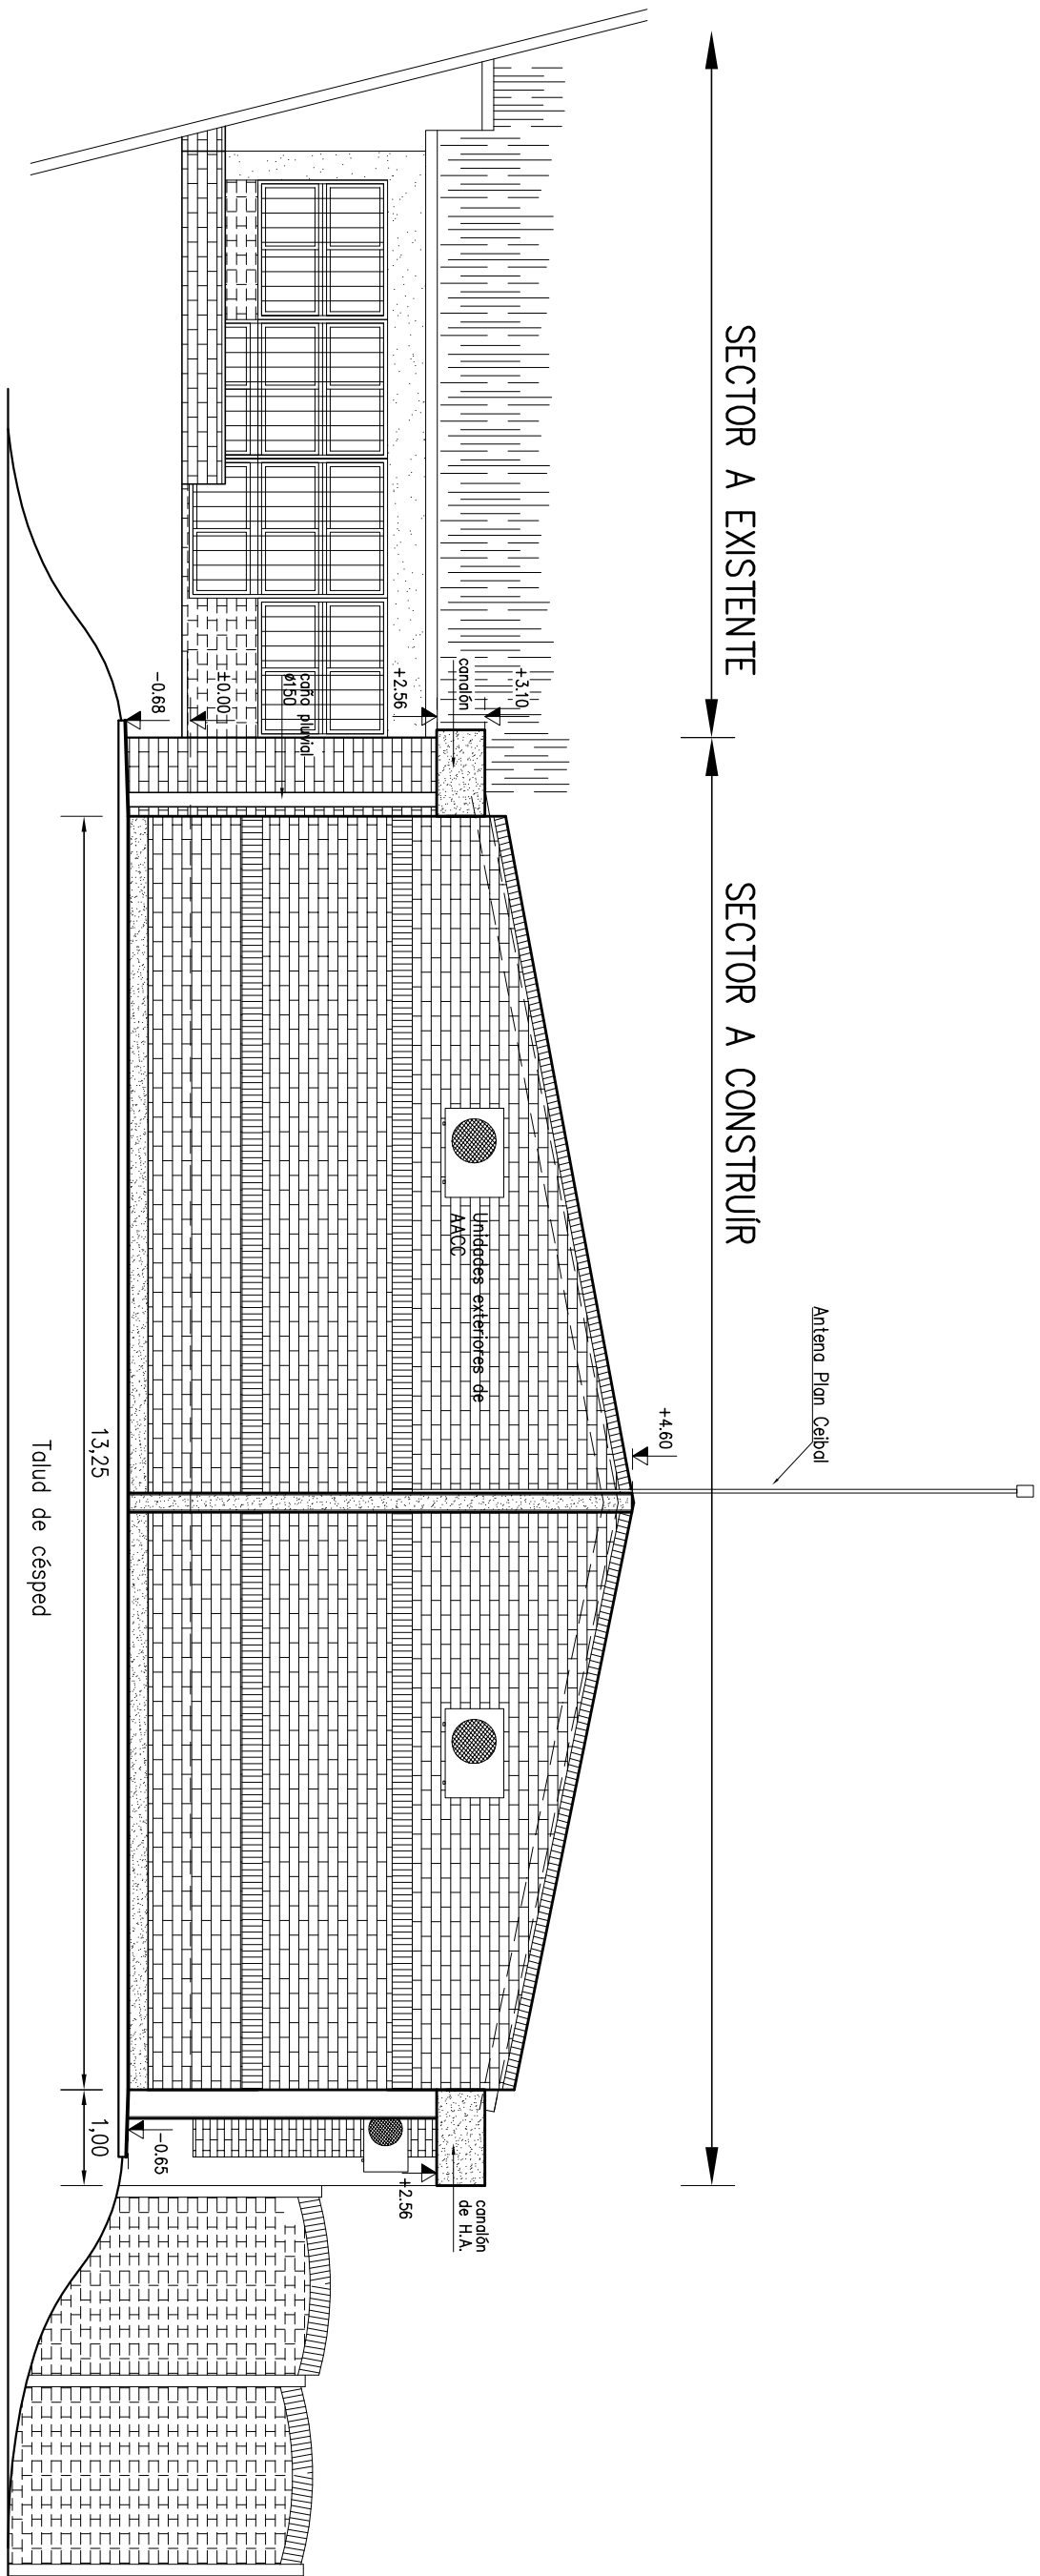 SECTOR A EXISTENTE
SECTOR A CONSTRUÍR
Antena Plan Ceibal
+4.60
+3.10
canalón
+2.56
caño pluvial
ø150
±0.00
-0.68
Unidades exteriores de
AACC
canalón
de H.A.
+2.56
-0.65
13,25
1,00
Talud de césped